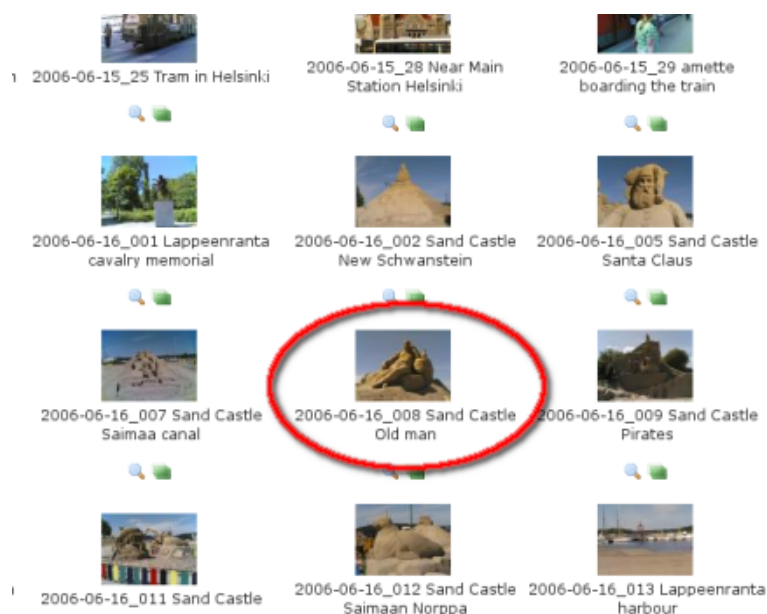 2006-06-15_25 Tram in Helsinki
2006-06-15_28 Near Main
Station Helsinki
2006-06-15_29 amette
boarding the train
2006-06-16_001 Lappeenranta
cavalry memorial
2006-06-16_002 Sand Castle
New Schwanstein
2006-06-16_005 Sand Castle
Santa Claus
2006-06-16_007 Sand Castle
Saimaa canal
2006-06-16_008 Sand Castle
Old man
2006-06-16_009 Sand Castle
Pirates
2006-06-16_011 Sand Castle
2006-06-16_012 Sand Castle
Saimaan Norppa
2006-06-16_013 Lappeenranta
harbour